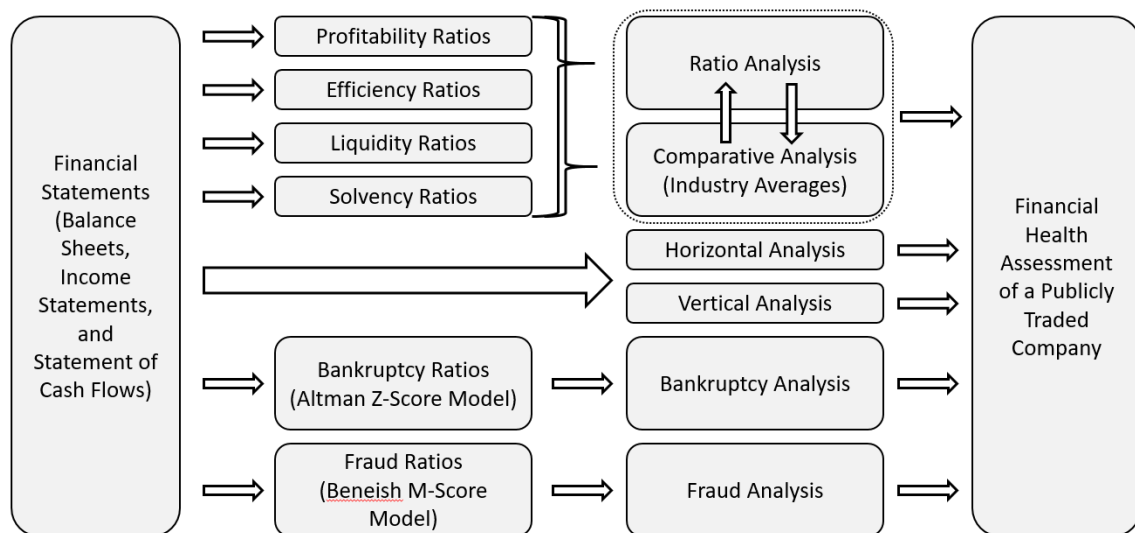 Financial
Statements
(Balance
Sheets,
Income
Statements,
and
Statement of
Cash Flows)
Profitability Ratios
Efficiency Ratios
Liquidity Ratios
Solvency Ratios
Bankruptcy Ratios
(Altman Z-Score Model)
Fraud Ratios
(Beneish M-Score
Model)
Ratio Analysis
Comparative Analysis
(Industry Averages)
Horizontal Analysis
Vertical Analysis
Bankruptcy Analysis
Fraud Analysis
Financial
Health
Assessment
of a Publicly
Traded
Company